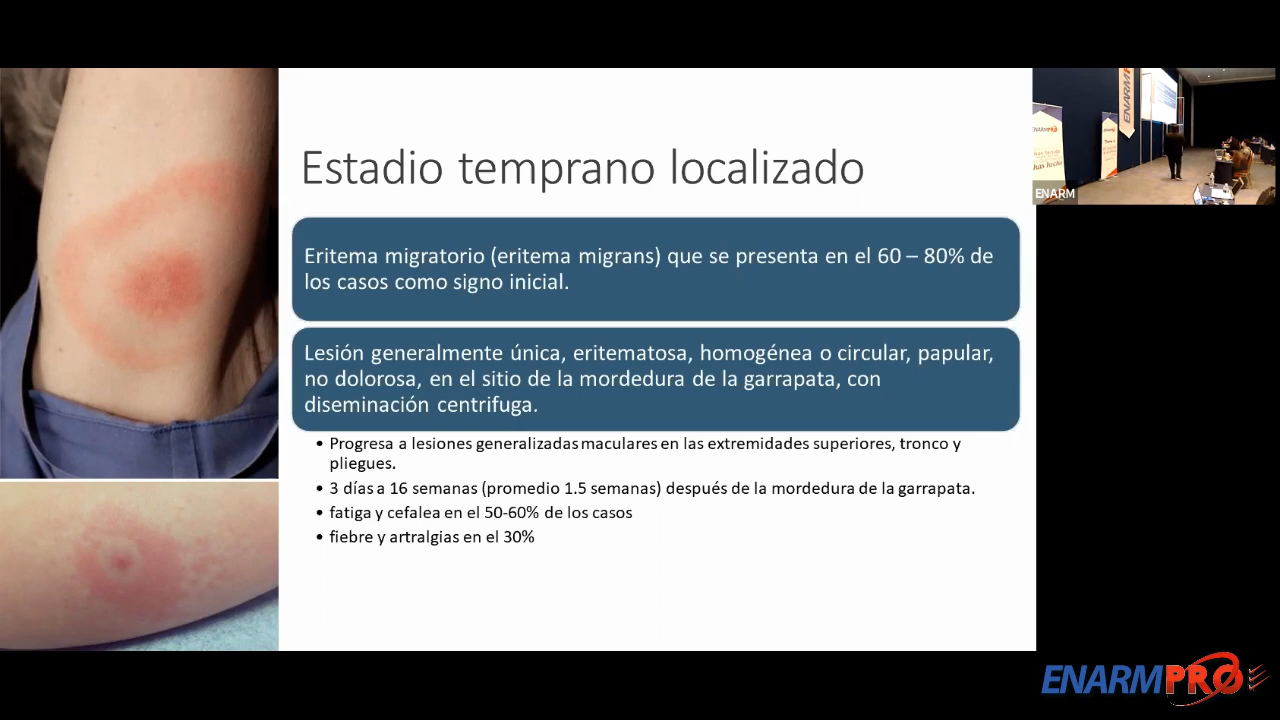 Estadio temprano localizado
Eritema migratorio (eritema migrans) que se presenta en el 60 – 80% de
los casos como signo inicial.
Lesión generalmente única, eritematosa, homogénea o circular, papular,
no dolorosa, en el sitio de la mordedura de la garrapata, con
diseminación centrifuga.
• Progresa a lesiones generalizadas maculares en las extremidades superiores, tronco y
pliegues.
• 3 días a 16 semanas (promedio 1.5 semanas) después de la mordedura de la garrapata.
• fatiga y cefalea en el 50-60% de los casos
• fiebre y artralgias en el 30%
ENARM
ENARMPRO
ENARM
ENARMPRO